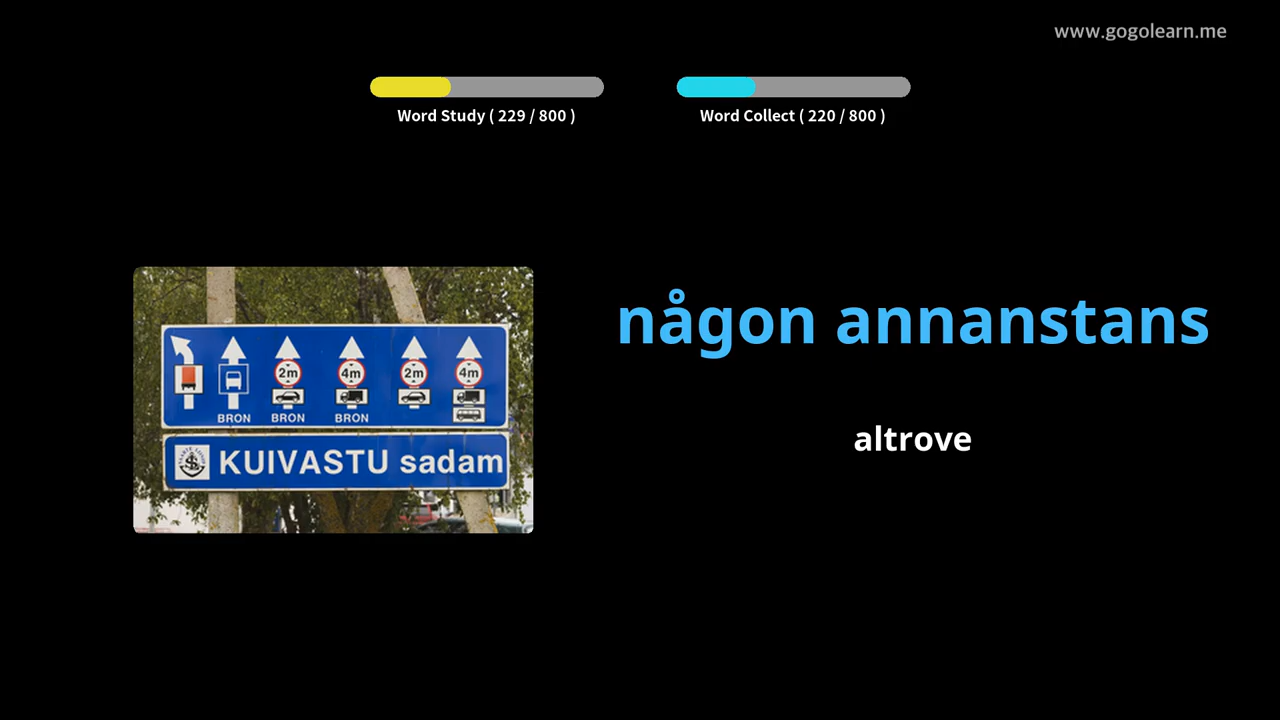 www.gogolearn.me
Word Study ( 229 / 800 )
Word Collect ( 220 / 800 )
2m 4m 2m 4m
BRON BRON BRON
KUIVASTU sadam
någon annanstans
altrove